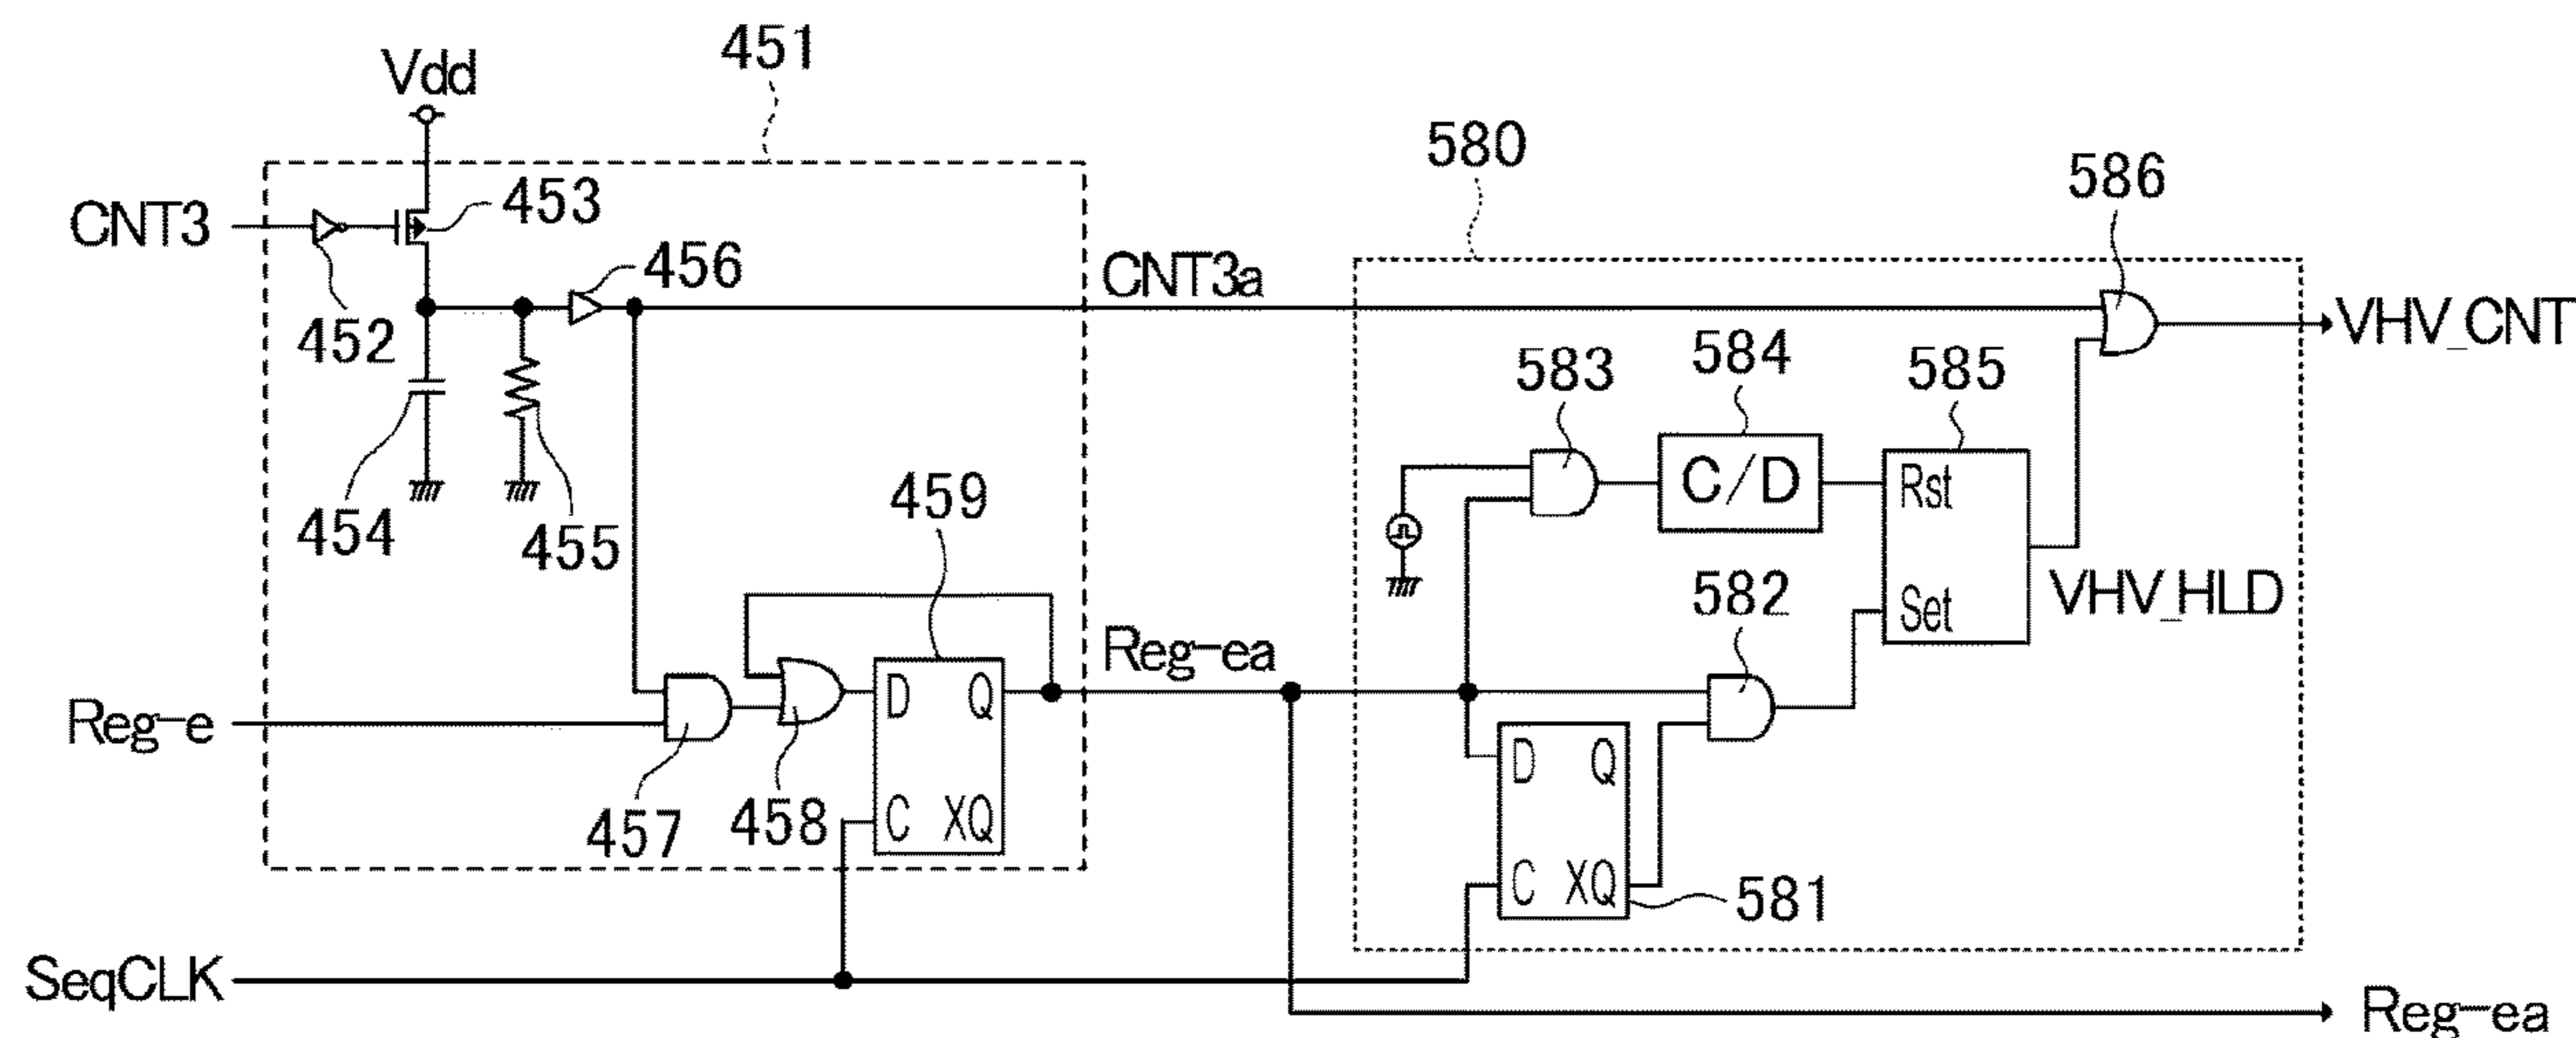 451
Vdd
580
586
CNT3
453
456
CNT3a
VHV_CNT
452
583
584
585
C/D
Rst
454
455
459
582
Set
VHV_HLD
Reg-ea
Reg-e
D Q
D Q
457
458
C XQ
C XQ
581
SeqCLK
Reg-ea